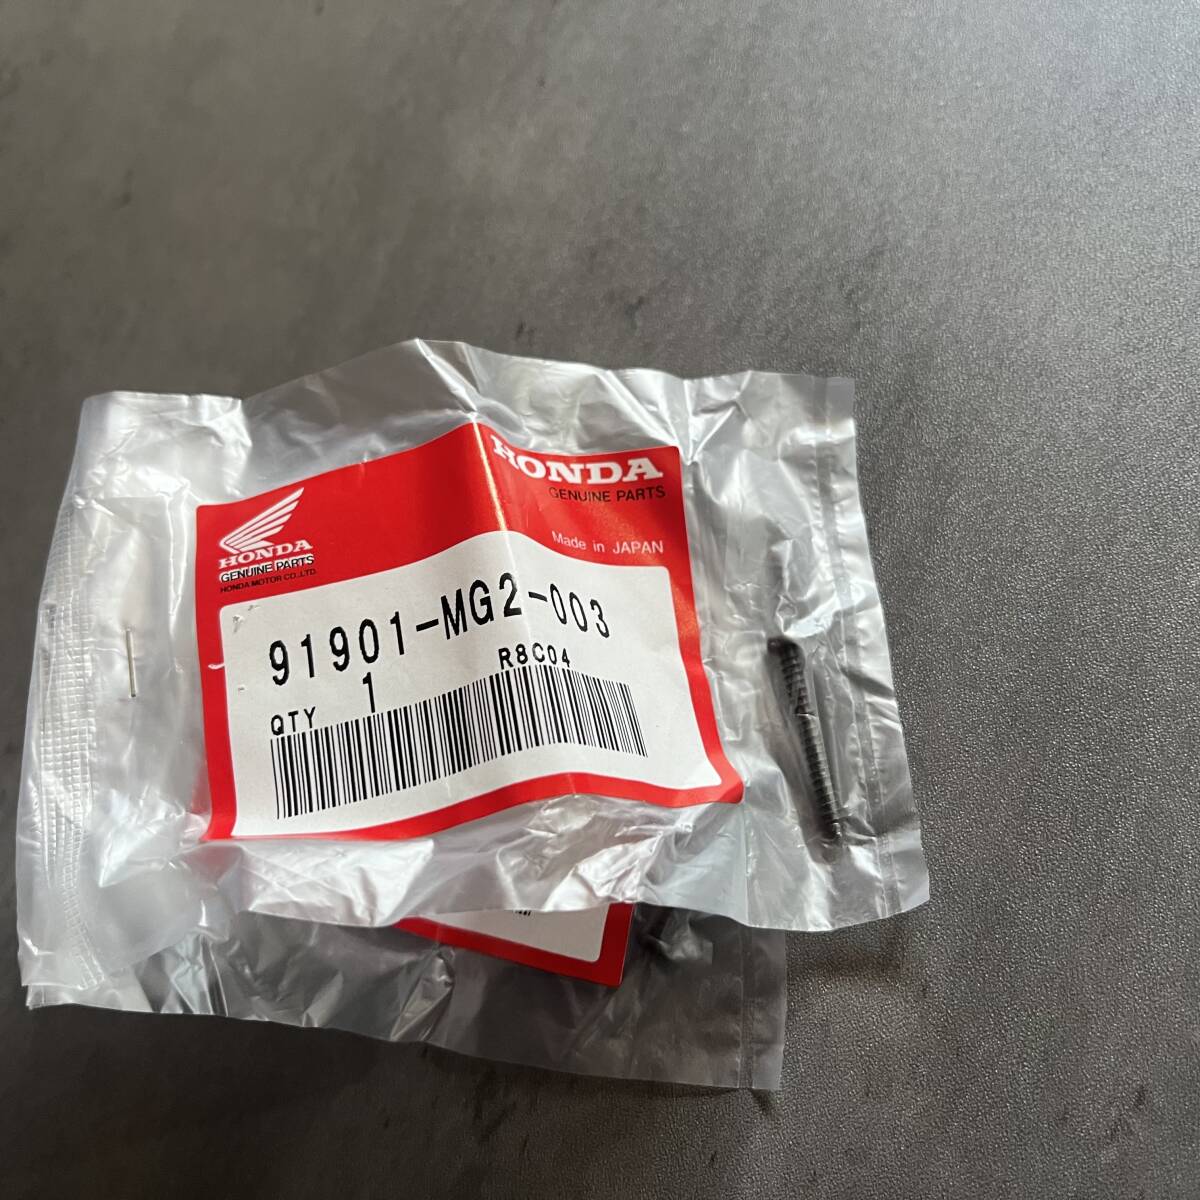 HONDA
GENUINE PARTS
Made in JAPAN
HONDA
GENUINE PARTS
HONDA MOTOR CO.,LTD.
91901-MG2-003
R8C04
QTY 1